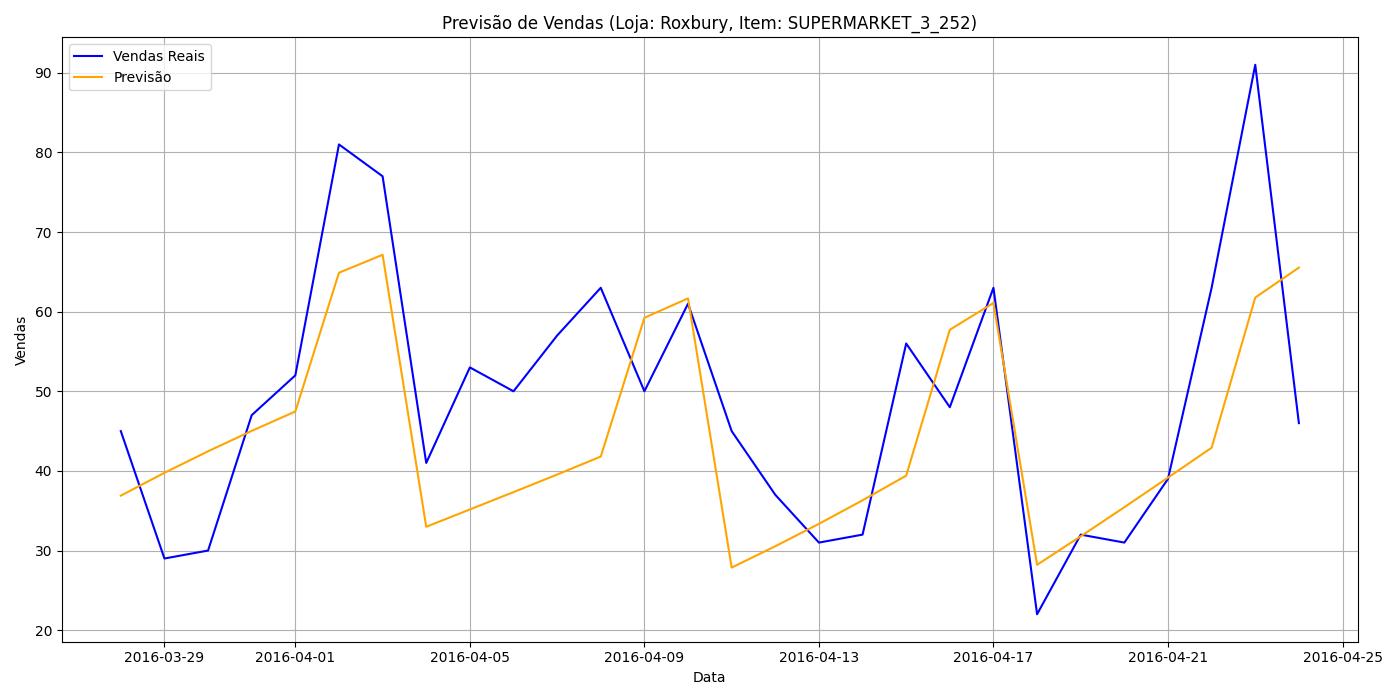 Previsão de Vendas (Loja: Roxbury, Item: SUPERMARKET_3_252)
Vendas Reais
Previsão
90
80
70
60
50
40
30
20
Vendas
2016-03-29 2016-04-01 2016-04-05 2016-04-09 2016-04-13 2016-04-17 2016-04-21 2016-04-25
Data